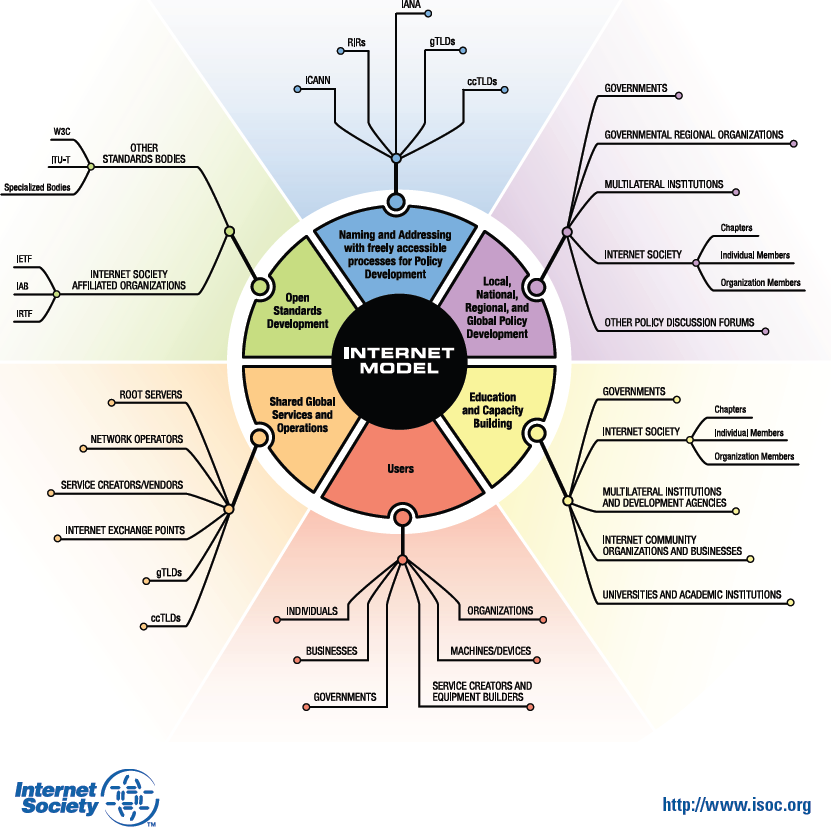 IANA
RIRs
gTLDs
ICANN
ccTLDs
W3C
ITU-T
Specialized Bodies
OTHER
STANDARDS BODIES
IETF
IAB
IRTF
INTERNET SOCIETY
AFFILIATED ORGANIZATIONS
GOVERNMENTS
GOVERNMENTAL REGIONAL ORGANIZATIONS
MULTILATERAL INSTITUTIONS
INTERNET SOCIETY
Chapters
Individual Members
Organization Members
OTHER POLICY DISCUSSION FORUMS
Naming and Addressing
with freely accessible
processes for Policy
Development
Open
Standards
Development
Local,
National,
Regional, and
Global Policy
Development
INTERNET
MODEL
Shared Global
Services and
Operations
Education
and Capacity
Building
Users
ROOT SERVERS
NETWORK OPERATORS
SERVICE CREATORS/VENDORS
INTERNET EXCHANGE POINTS
gTLDs
ccTLDs
GOVERNMENTS
INTERNET SOCIETY
Chapters
Individual Members
Organization Members
MULTILATERAL INSTITUTIONS
AND DEVELOPMENT AGENCIES
INTERNET COMMUNITY
ORGANIZATIONS AND BUSINESSES
UNIVERSITIES AND ACADEMIC INSTITUTIONS
INDIVIDUALS
BUSINESSES
GOVERNMENTS
ORGANIZATIONS
MACHINES/DEVICES
SERVICE CREATORS AND
EQUIPMENT BUILDERS
Internet
Society
TM
http://www.isoc.org